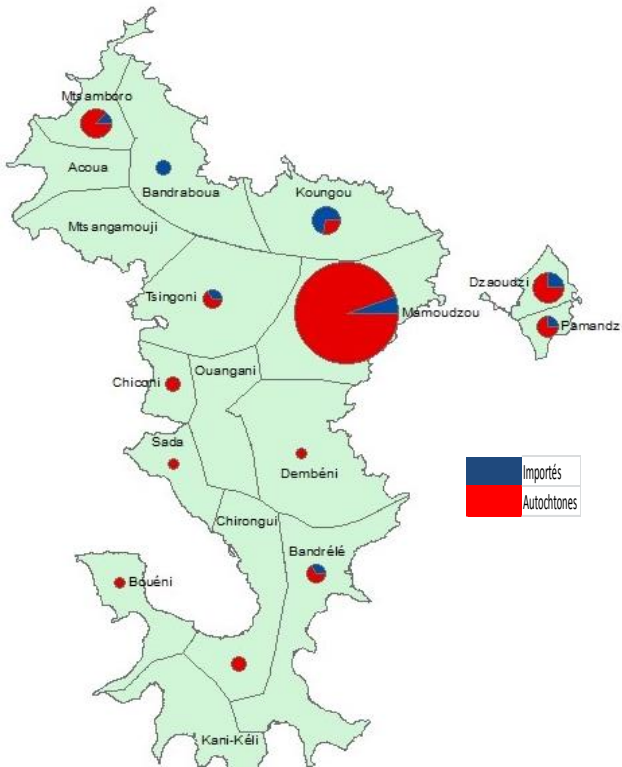 Mtsamboro
Acoua
Bandraboua
Koungou
Mtsangamouji
Dzaoudzi
Tsingoni
Mamoudzou
Pamandz
Ouangani
Chiconi
Sada
Dembéni
Importés
Autochtones
Chirongui
Bandrélé
Bouéni
Kani-Kéli